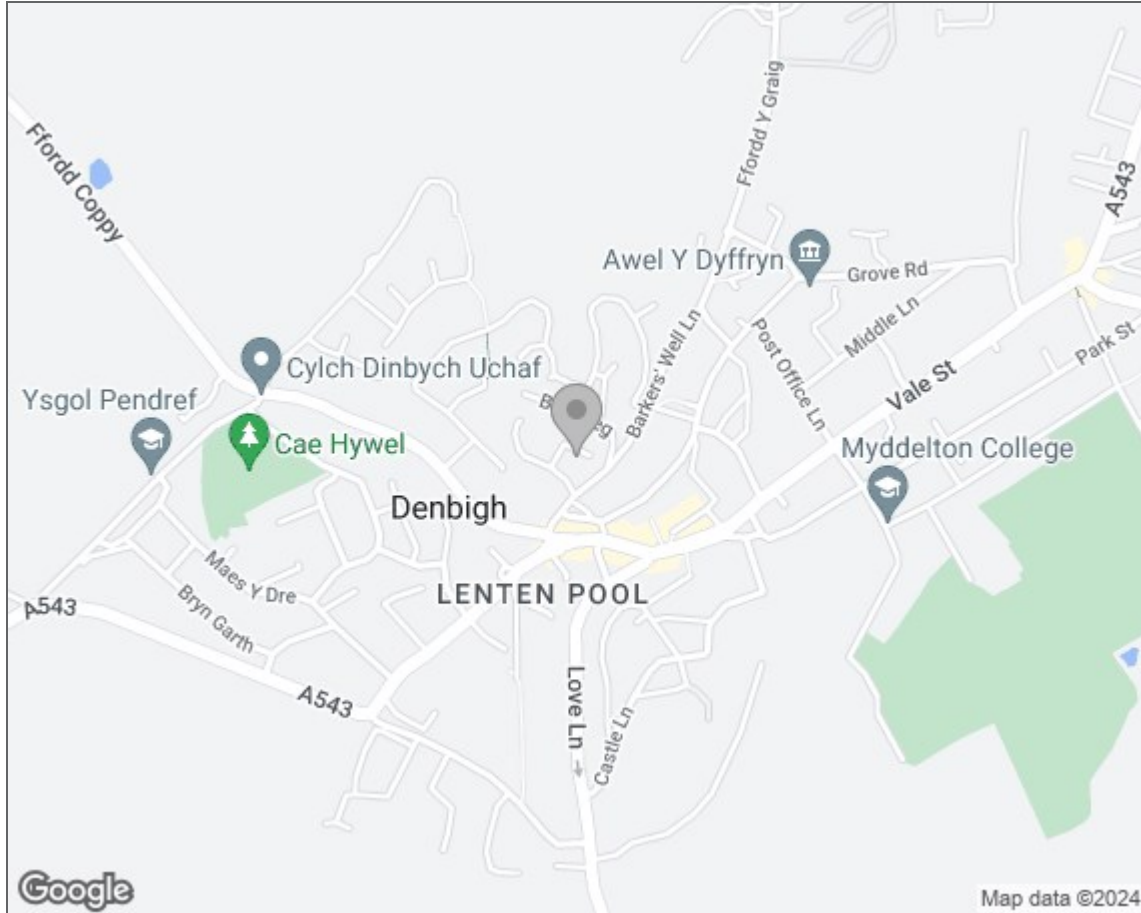 Ffordd Y Graig
Ffordd Coppy
A543
Awel Y Dyffryn
Grove Rd
Middle Ln
Post Office Ln
Barkers' Well Ln
Park St
Vale St
Cylch Dinbych Uchaf
Ysgol Pendref
Cae Hywel
Myddelton College
Denbigh
LENTEN POOL
Maes Y Dre
Bryn Garth
A543
A543
Love Ln
Castle Ln
Google
Map data ©2024